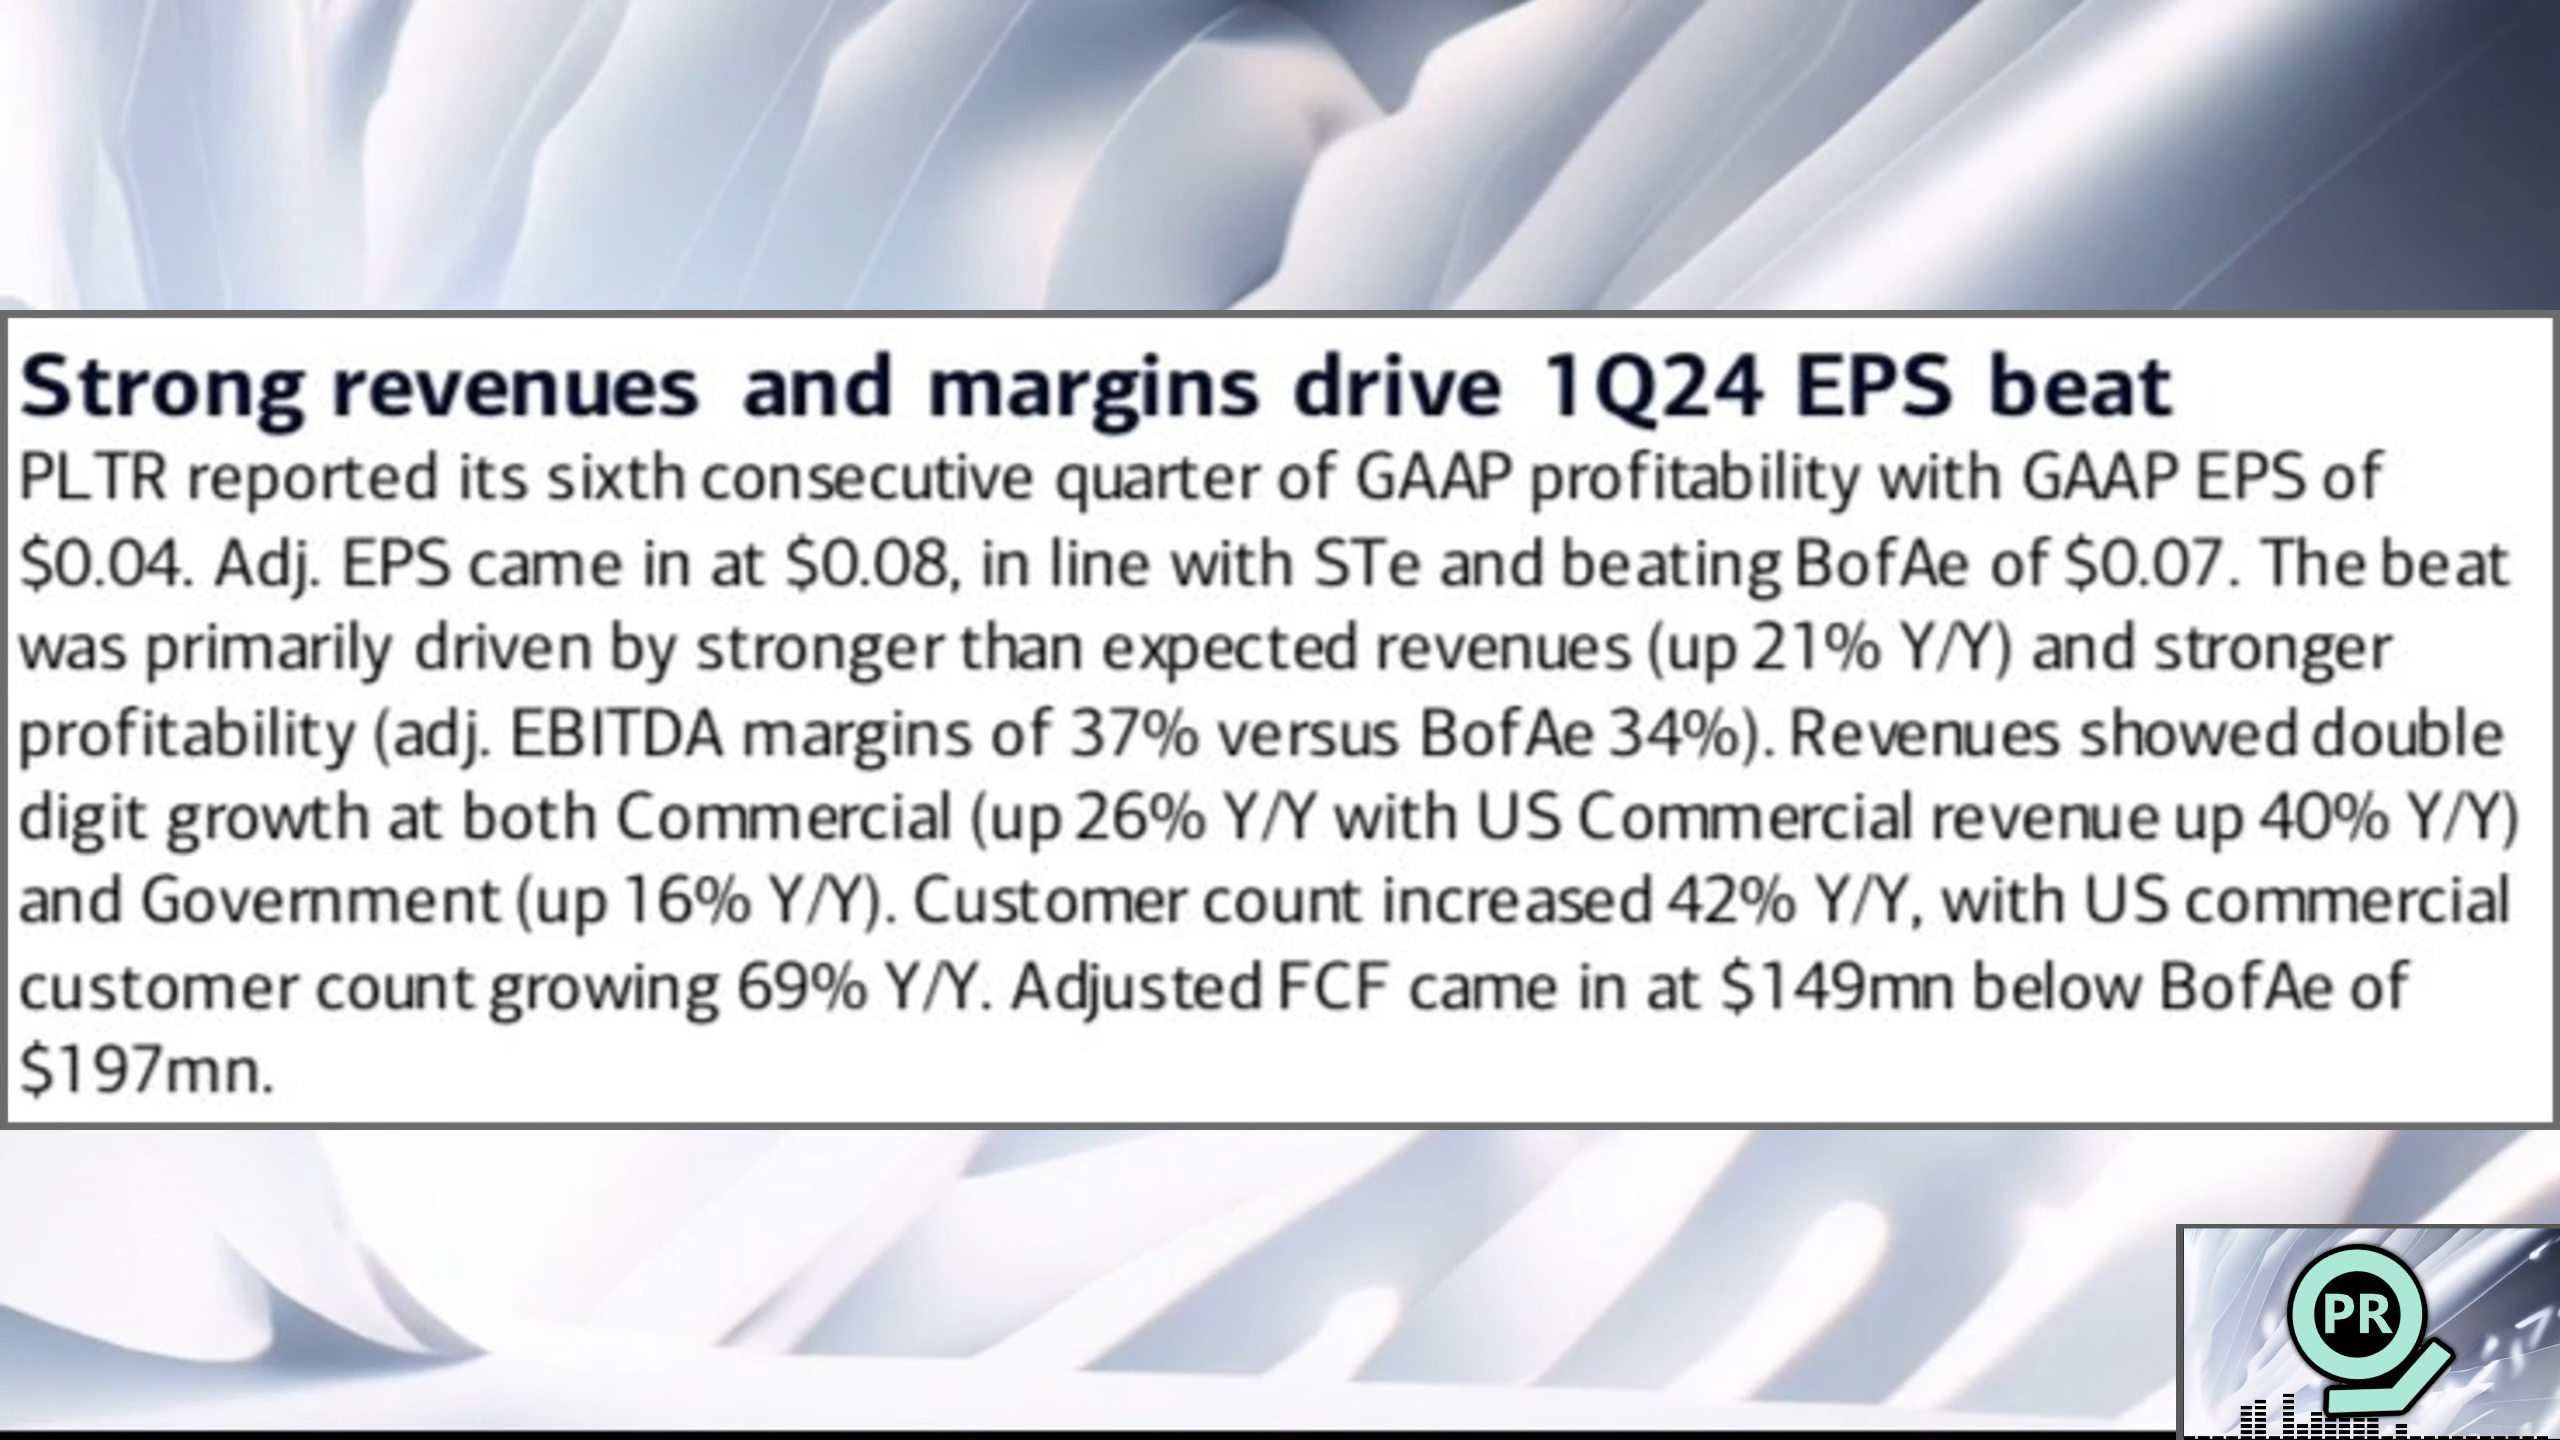 Strong revenues and margins drive 1Q24 EPS beat
PLTR reported its sixth consecutive quarter of GAAP profitability with GAAP EPS of
$0.04. Adj. EPS came in at $0.08, in line with STe and beating BofAe of $0.07. The beat
was primarily driven by stronger than expected revenues (up 21% Y/Y) and stronger
profitability (adj. EBITDA margins of 37% versus BofAe 34%). Revenues showed double
digit growth at both Commercial (up 26% Y/Y with US Commercial revenue up 40% Y/Y)
and Government (up 16% Y/Y). Customer count increased 42% Y/Y, with US commercial
customer count growing 69% Y/Y. Adjusted FCF came in at $149mn below BofAe of
$197mn.
PR